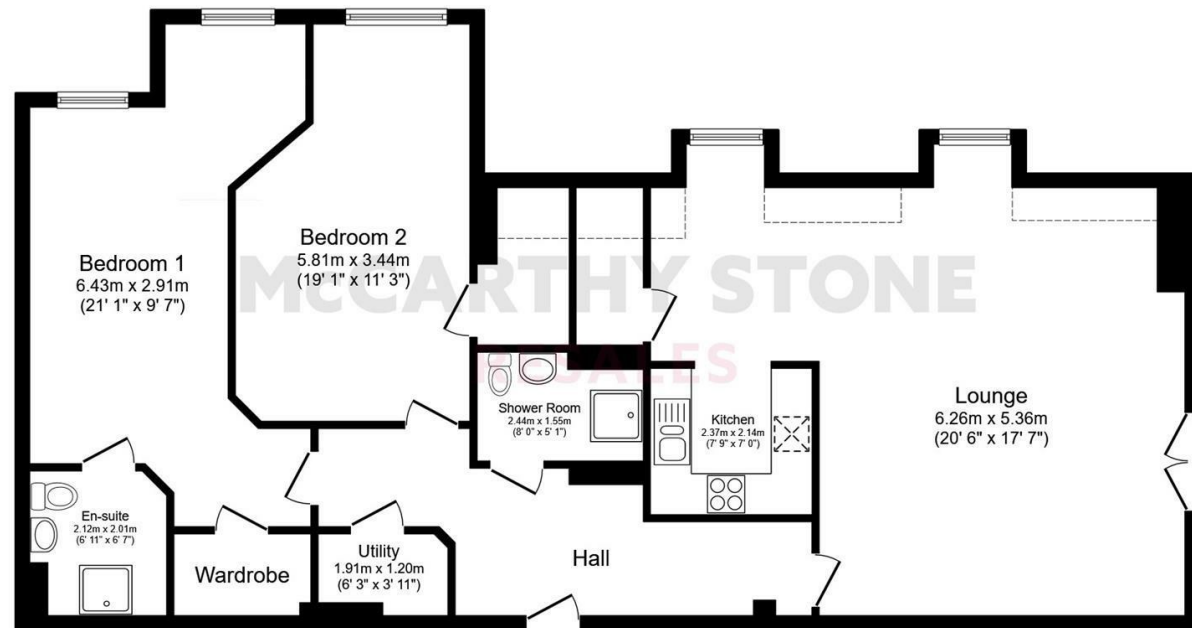 Bedroom 1
6.43m x 2.91m
(21' 1" x 9' 7")
Bedroom 2
5.81m x 3.44m
(19' 1" x 11' 3")
McCARTHY STONE
RESALES
Shower Room
2.44m x 1.55m
(8' 0" x 5' 1")
Kitchen
2.37m x 2.14m
(7' 9" x 7' 0")
Lounge
6.26m x 5.36m
(20' 6" x 17' 7")
En-suite
2.12m x 2.01m
(6' 11" x 6' 7")
Wardrobe
Utility
1.91m x 1.20m
(6' 3" x 3' 11")
Hall